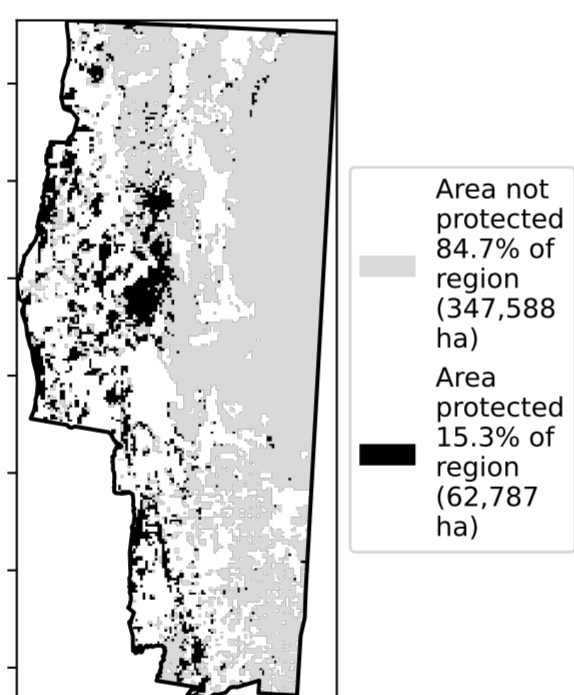 Area not
protected
84.7% of
region
(347,588
ha)
Area
protected
15.3% of
region
(62,787
ha)